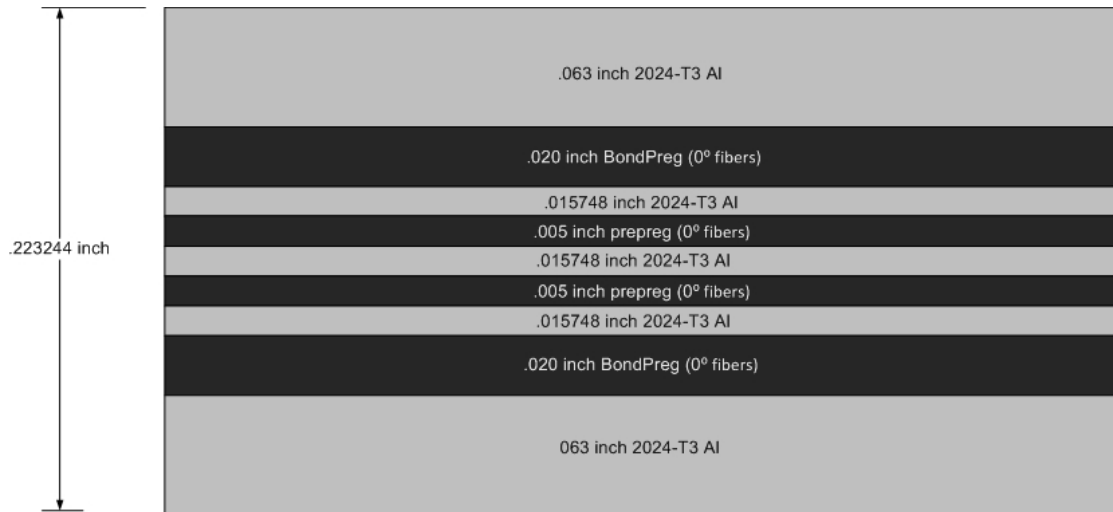 .063 inch 2024-T3 Al
.020 inch BondPreg (0º fibers)
.015748 inch 2024-T3 Al
.005 inch prepreg (0º fibers)
.223244 inch
.015748 inch 2024-T3 Al
.005 inch prepreg (0º fibers)
.015748 inch 2024-T3 Al
.020 inch BondPreg (0º fibers)
063 inch 2024-T3 Al